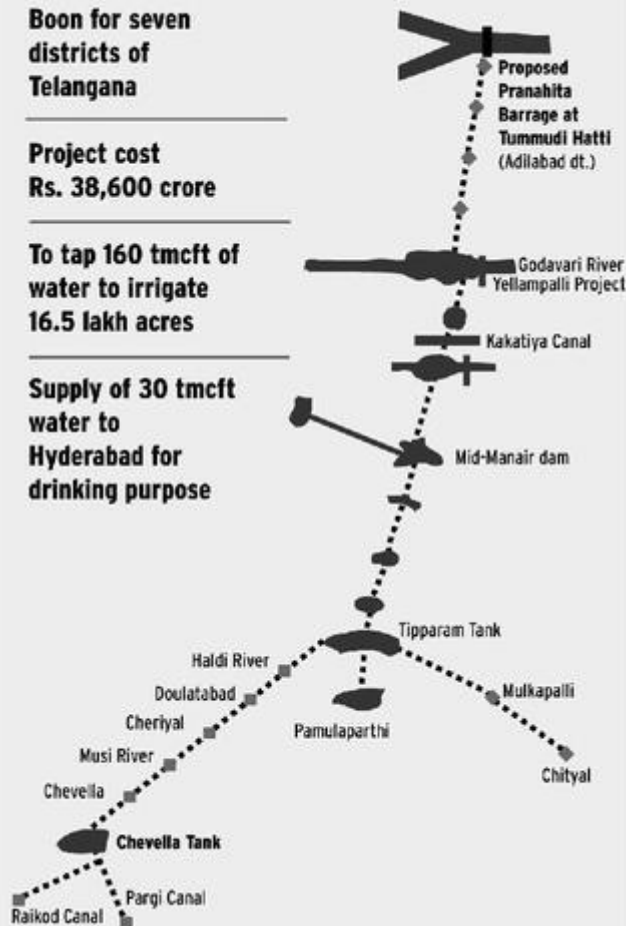 Boon for seven
districts of
Telangana
Project cost
Rs. 38,600 crore
To tap 160 tmcft of
water to irrigate
16.5 lakh acres
Supply of 30 tmcft
water to
Hyderabad for
drinking purpose
Proposed
Pranahita
Barrage at
Tummudi Hatti
(Adilabad dt.)
Godavari River
Yellampalli Project
Kakatiya Canal
Mid-Manair dam
Tipparam Tank
Haldi River
Doulatabad
Cheriyal
Musi River
Chevella
Chevella Tank
Raikod Canal
Pargi Canal
Pamulaparthi
Mulkapalli
Chityal